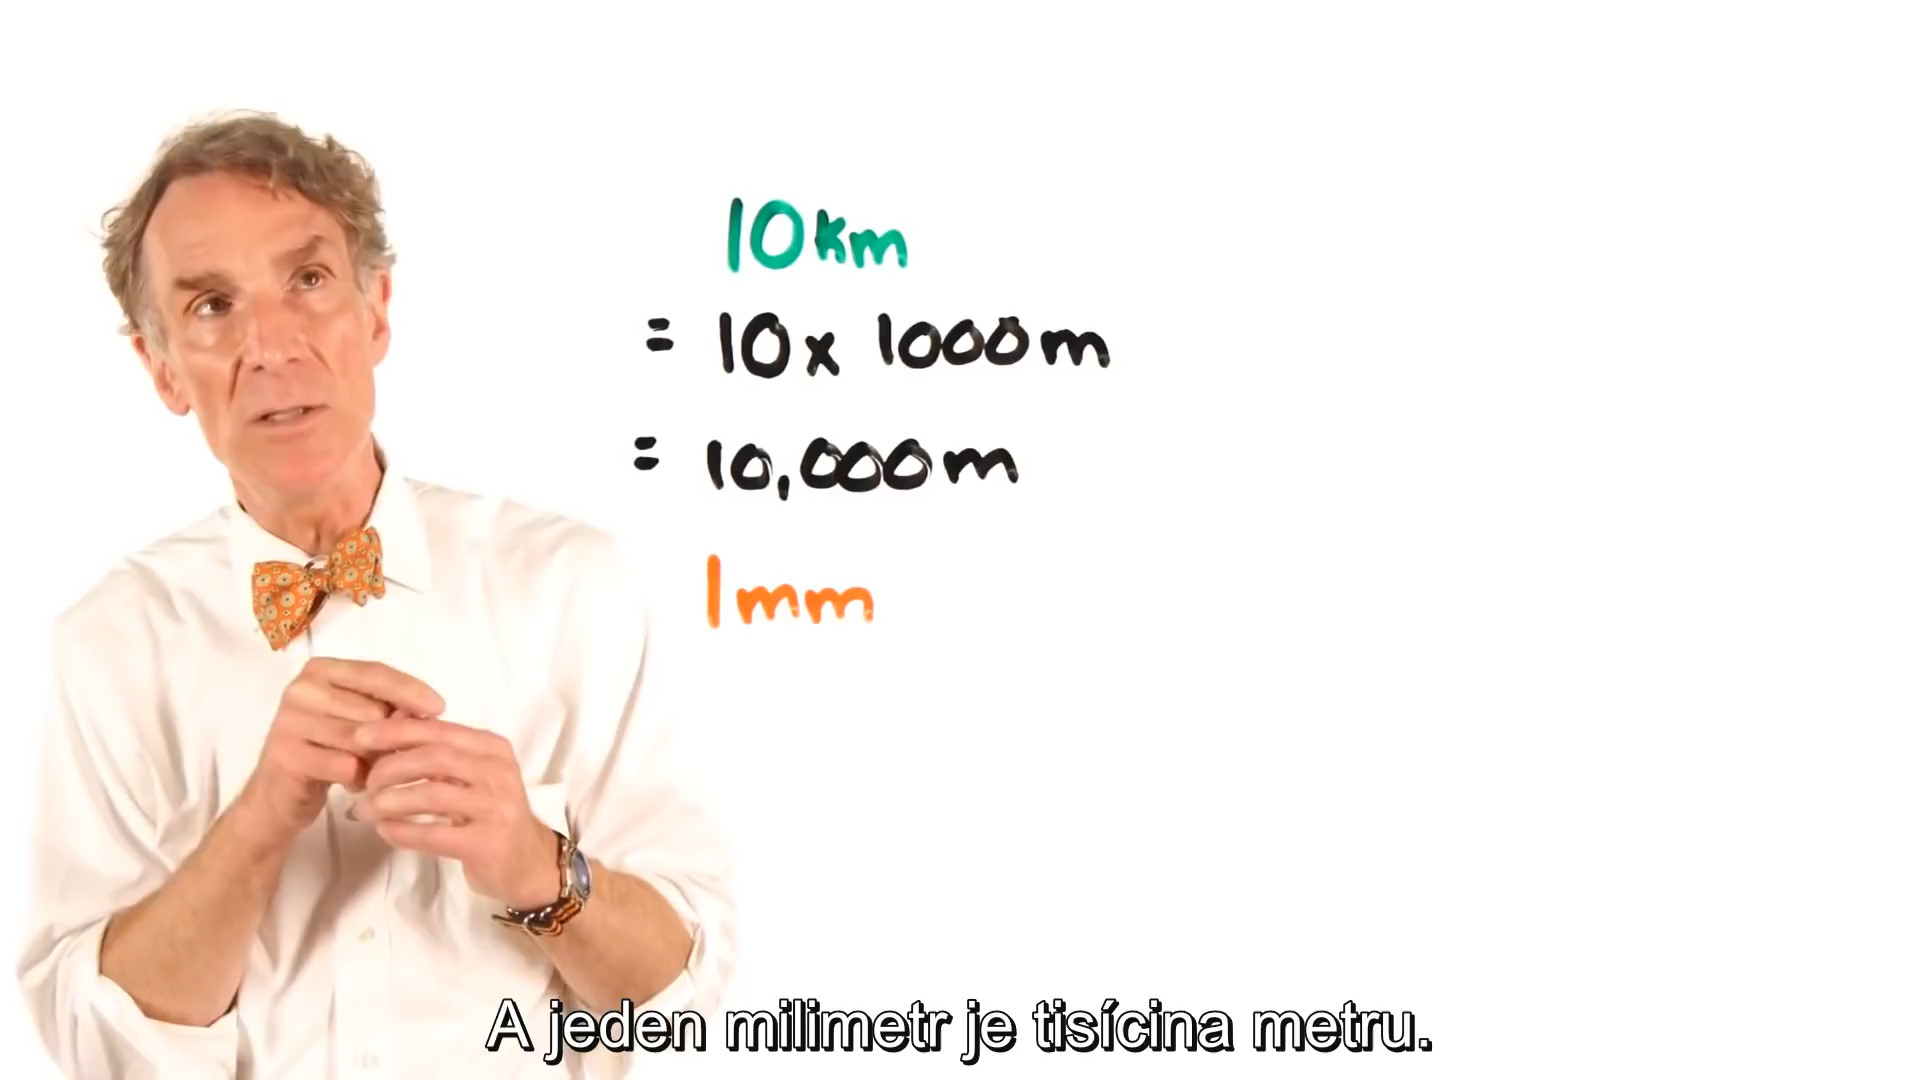 10km
= 10 x 1000m
= 10,000m
1mm
A jeden milimetr je tisícina metru.